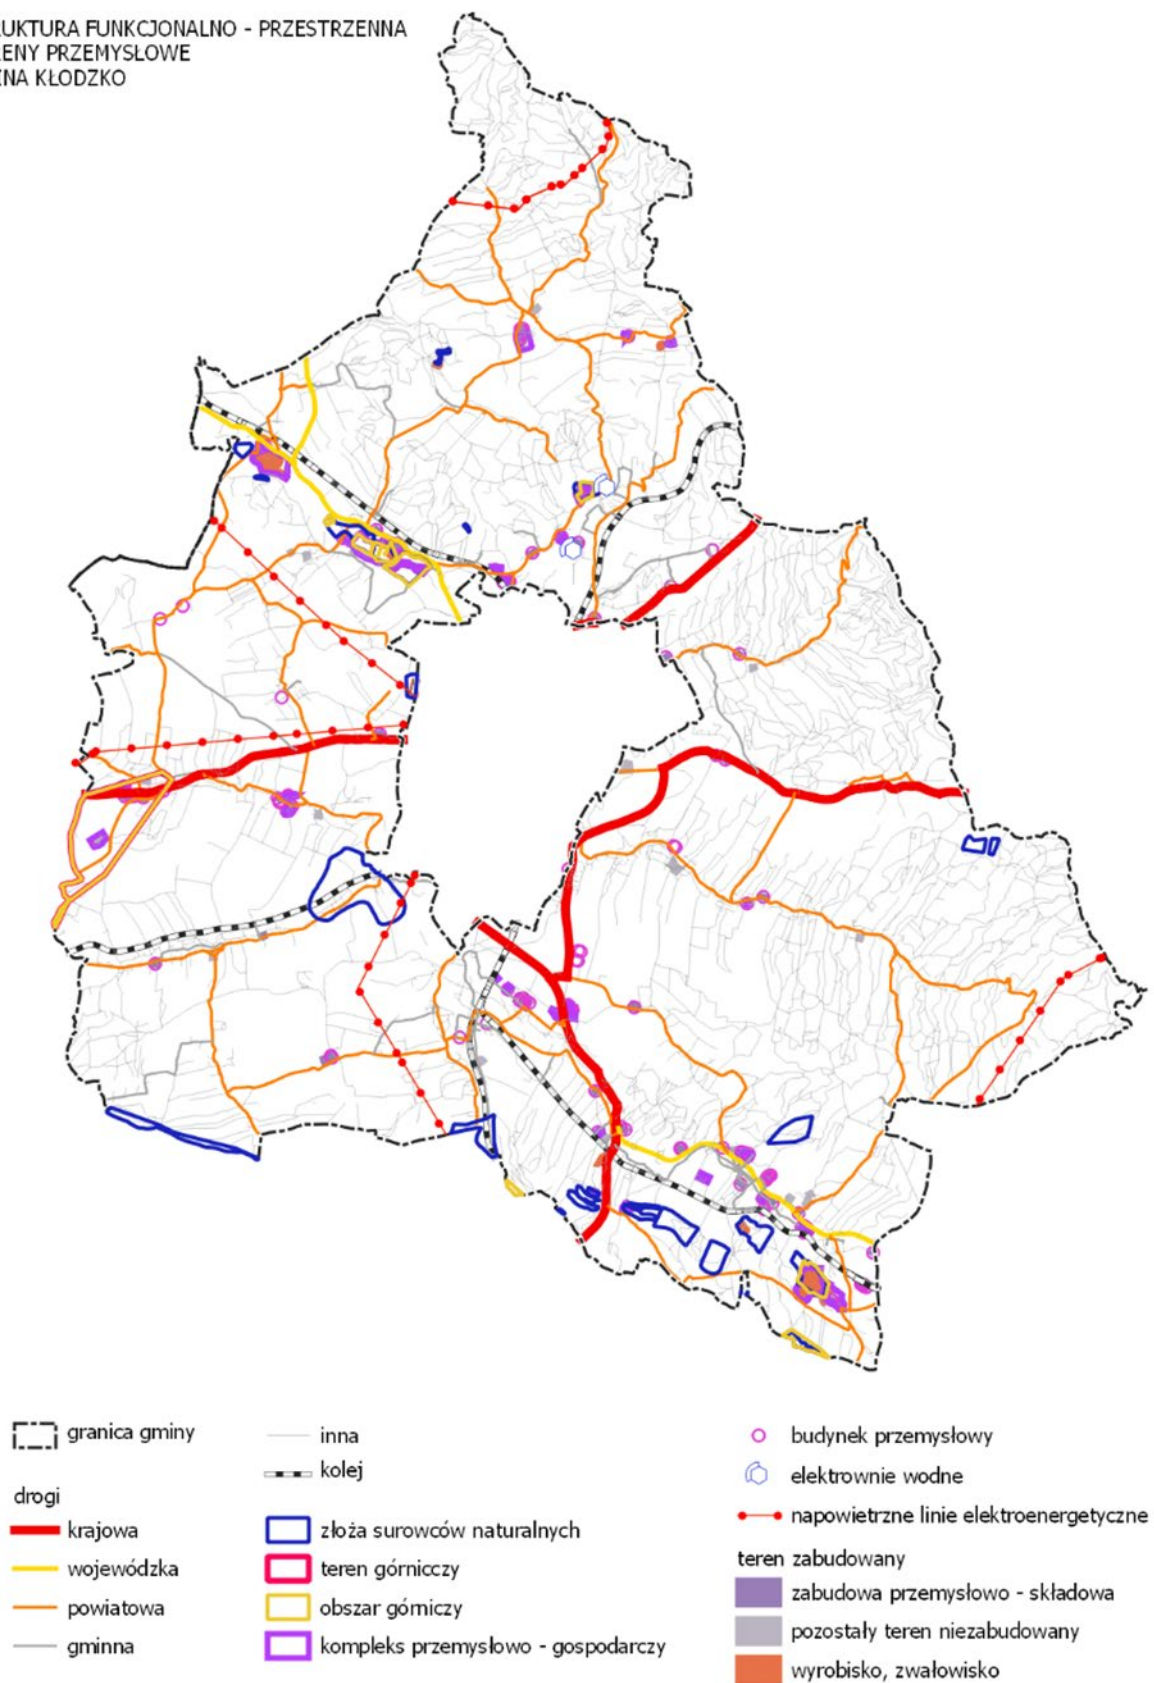 UKTURA FUNKCJONALNO - PRZESTRZENNA
ENY PRZEMYSŁOWE
NA KŁODZKO
granica gminy
drogi
krajowa
wojewódzka
powiatowa
gminna
inna
kolej
złoża surowców naturalnych
teren górnicczy
obszar górniczy
kompleks przemysłowo - gospodarczy
budynek przemysłowy
elektrownie wodne
napowietrzne linie elektroenergetyczne
teren zabudowany
zabudowa przemysłowo - składowa
pozostały teren niezabudowany
wyrobisko, zwałowisko